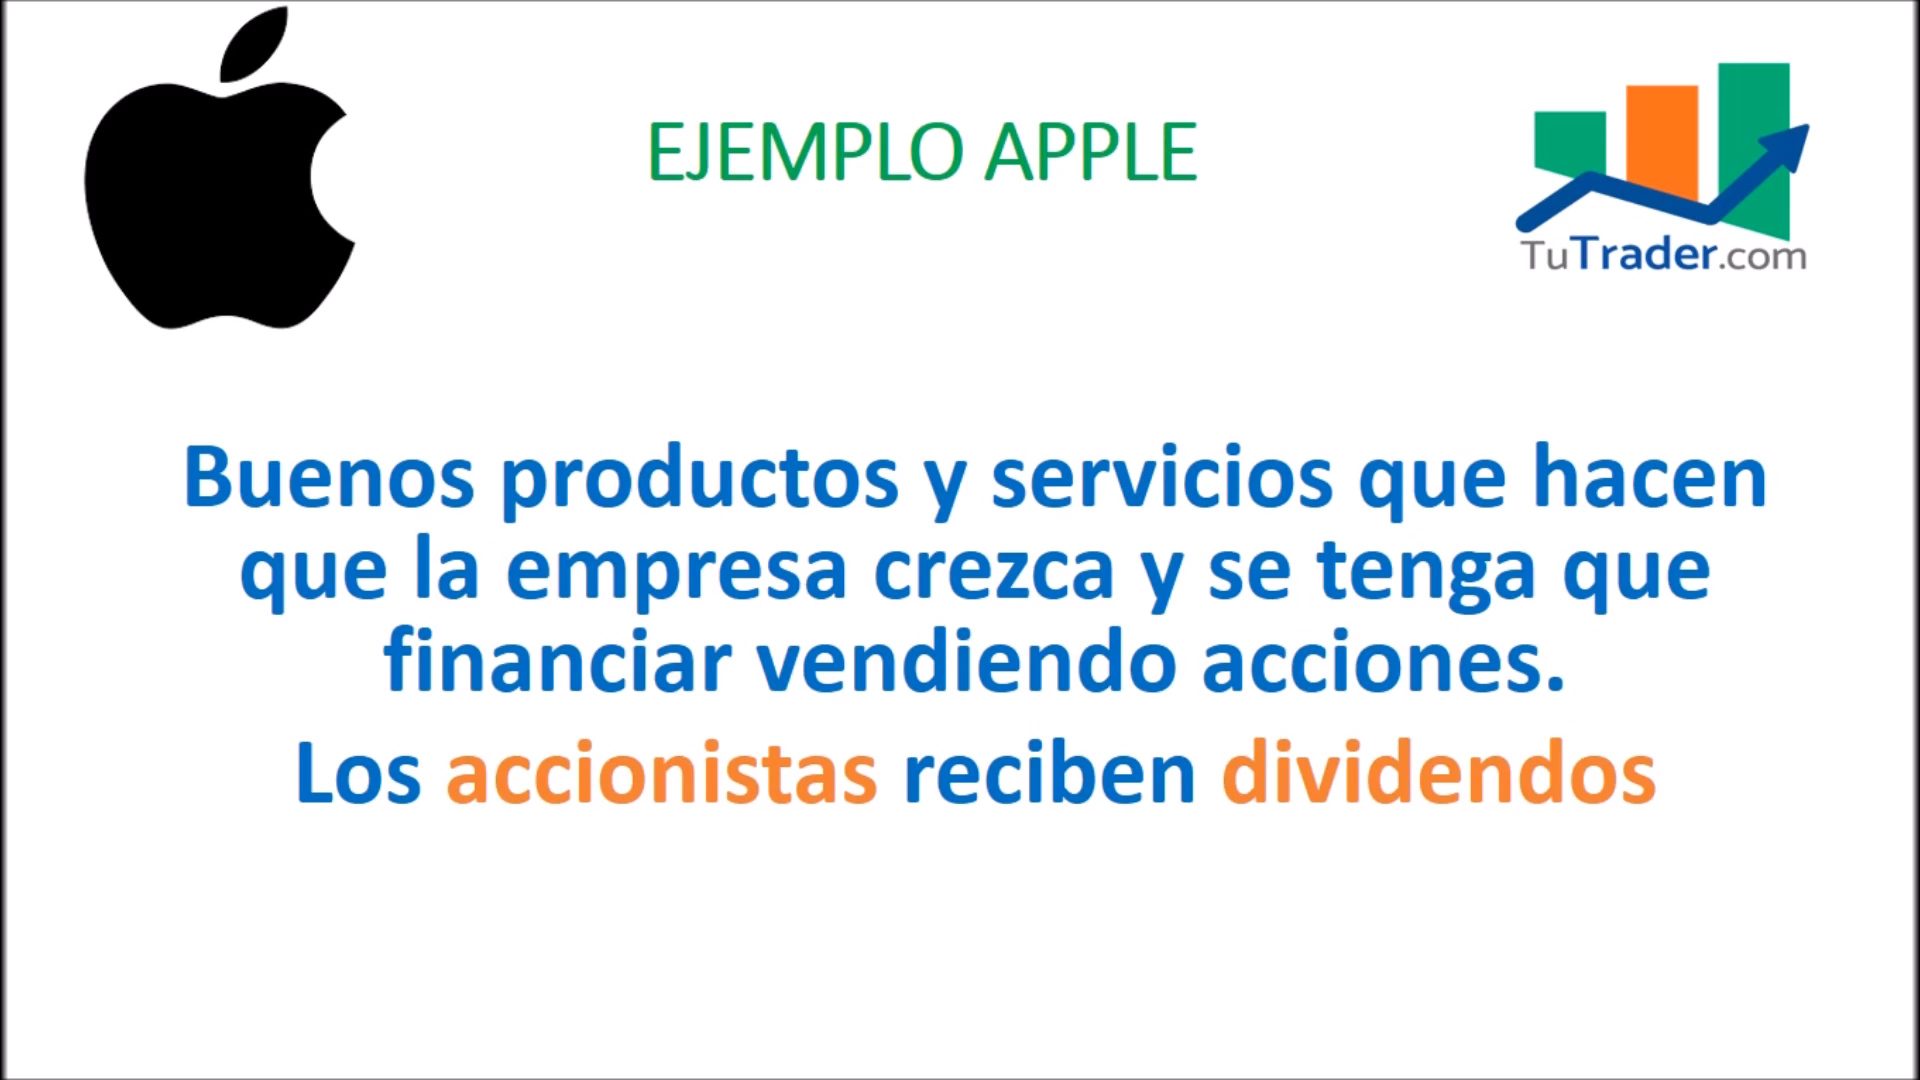 EJEMPLO APPLE
TuTrader.com
Buenos productos y servicios que hacen
que la empresa crezca y se tenga que
financiar vendiendo acciones.
Los accionistas reciben dividendos